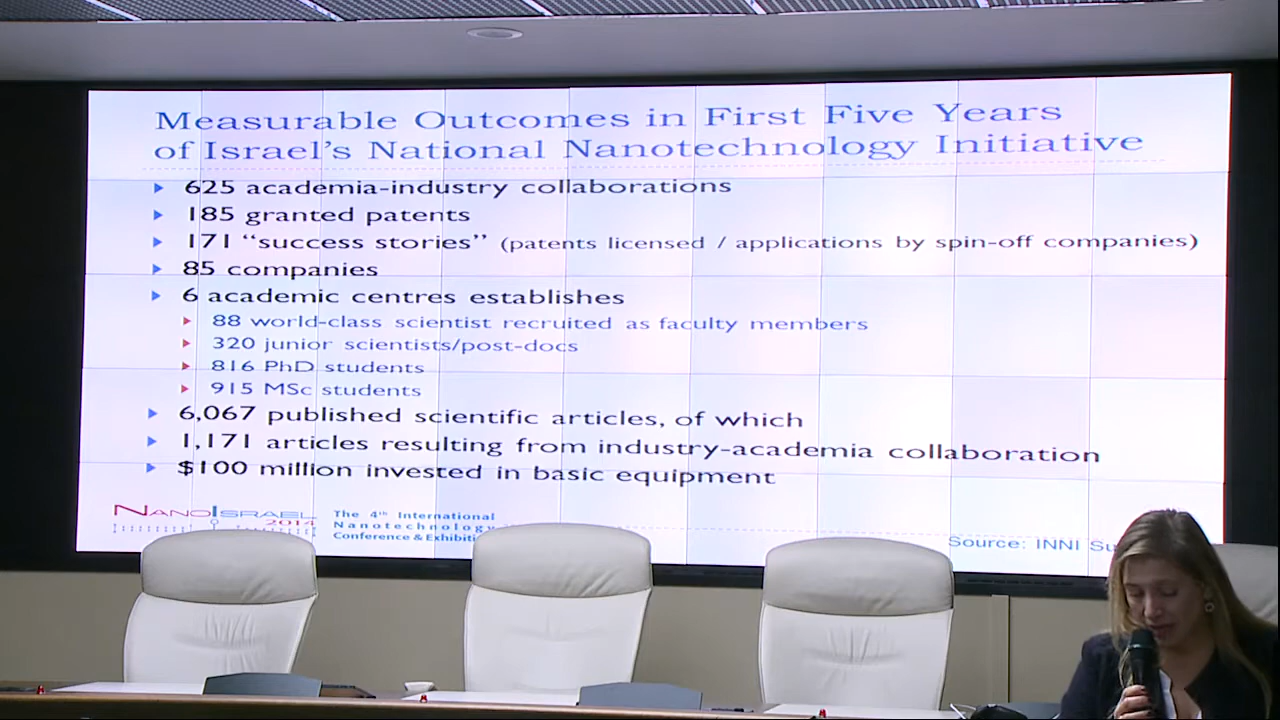 Measurable Outcomes in First Five Years
of Israel's National Nanotechnology Initiative
625 academia-industry collaborations
185 granted patents
171 "success stories" (patents licensed / applications by spin-off companies)
85 companies
6 academic centres establishes
88 world-class scientist recruited as faculty members
320 junior scientists/post-docs
816 PhD students
915 MSc students
6,067 published scientific articles, of which
1,171 articles resulting from industry-academia collaboration
$100 million invested in basic equipment
NANOISRAEL
2014
The 4th International
Nanotechnology
Conference & Exhibiti
Source: INNI Su